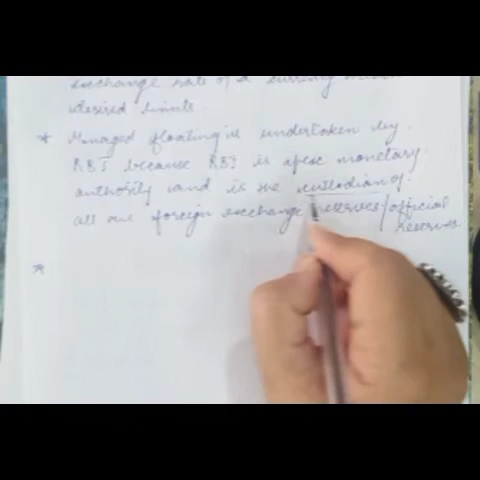 exchange rate of a currency
desired limits.
* Managed floating is undertaken by
RBI because RBI is apex monetary
authority and is the custodian of
all our foreign exchange reserves/official
reserves
*